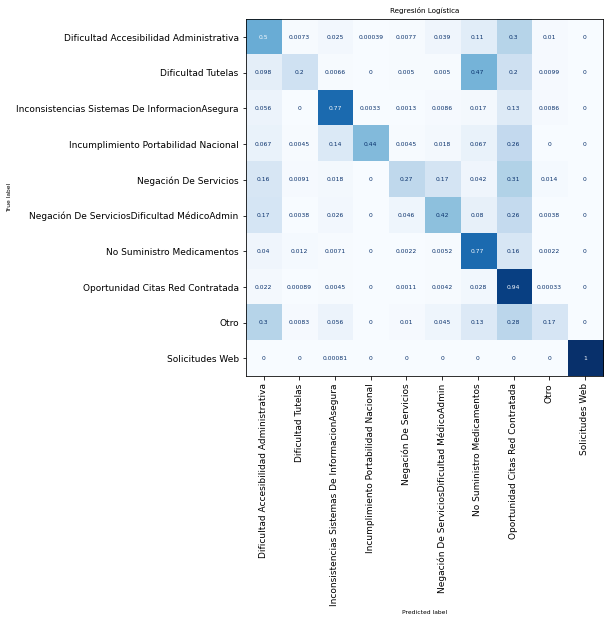 Regresión Logística
True label
Dificultad Accesibilidad Administrativa 0.5 0.0073 0.025 0.00039 0.0077 0.039 0.11 0.3 0.01 0
Dificultad Tutelas 0.098 0.2 0.0066 0 0.005 0.005 0.47 0.2 0.0099 0
Inconsistencias Sistemas De InformacionAsegura 0.056 0 0.77 0.0033 0.0013 0.0086 0.017 0.13 0.0086 0
Incumplimiento Portabilidad Nacional 0.067 0.0045 0.14 0.44 0.0045 0.018 0.067 0.26 0 0
Negación De Servicios 0.16 0.0091 0.018 0 0.27 0.17 0.042 0.31 0.014 0
Negación De ServiciosDificultad MédicoAdmin 0.17 0.0038 0.026 0 0.046 0.42 0.08 0.26 0.0038 0
No Suministro Medicamentos 0.04 0.012 0.0071 0 0.0022 0.0052 0.77 0.16 0.0022 0
Oportunidad Citas Red Contratada 0.022 0.00089 0.0045 0 0.0011 0.0042 0.028 0.94 0.00033 0
Otro 0.3 0.0083 0.056 0 0.01 0.045 0.13 0.28 0.17 0
Solicitudes Web 0 0 0.00081 0 0 0 0 0 0 1
Dificultad Accesibilidad Administrativa
Dificultad Tutelas
Inconsistencias Sistemas De InformacionAsegura
Incumplimiento Portabilidad Nacional
Negación De Servicios
Negación De ServiciosDificultad MédicoAdmin
No Suministro Medicamentos
Oportunidad Citas Red Contratada
Otro
Solicitudes Web
Predicted label